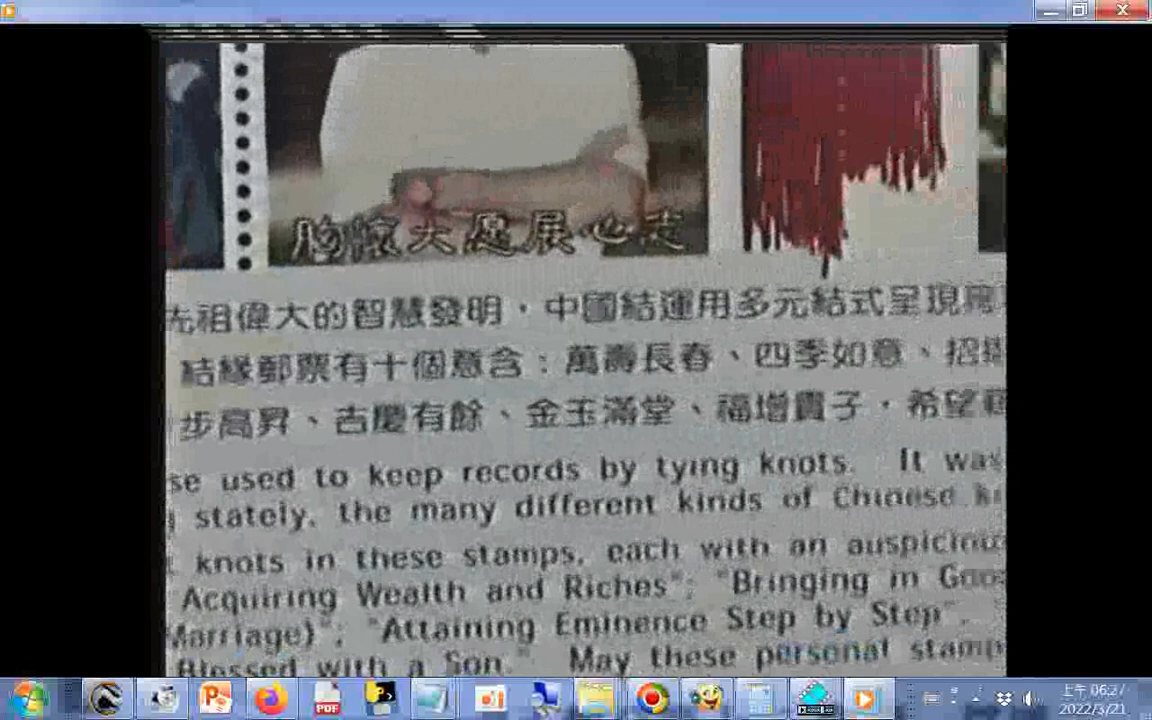 胸懷大愿展心志
先祖偉大的智慧發明，中國結運用多元結式呈現
結緣郵票有十個意含：萬壽長春、四季如意、招
步高昇、吉慶有餘、金玉滿堂、福增貴子，希望
se used to keep records by tying knots. It was
stately, the many different kinds of Chinese
knots in these stamps, each with an
Acquiring Wealth and Riches"; "Bringing in
Marriage)"; "Attaining Eminence Step by Step".
Blessed with a Son." May these personal stamp
上午 06:27
2022/3/21